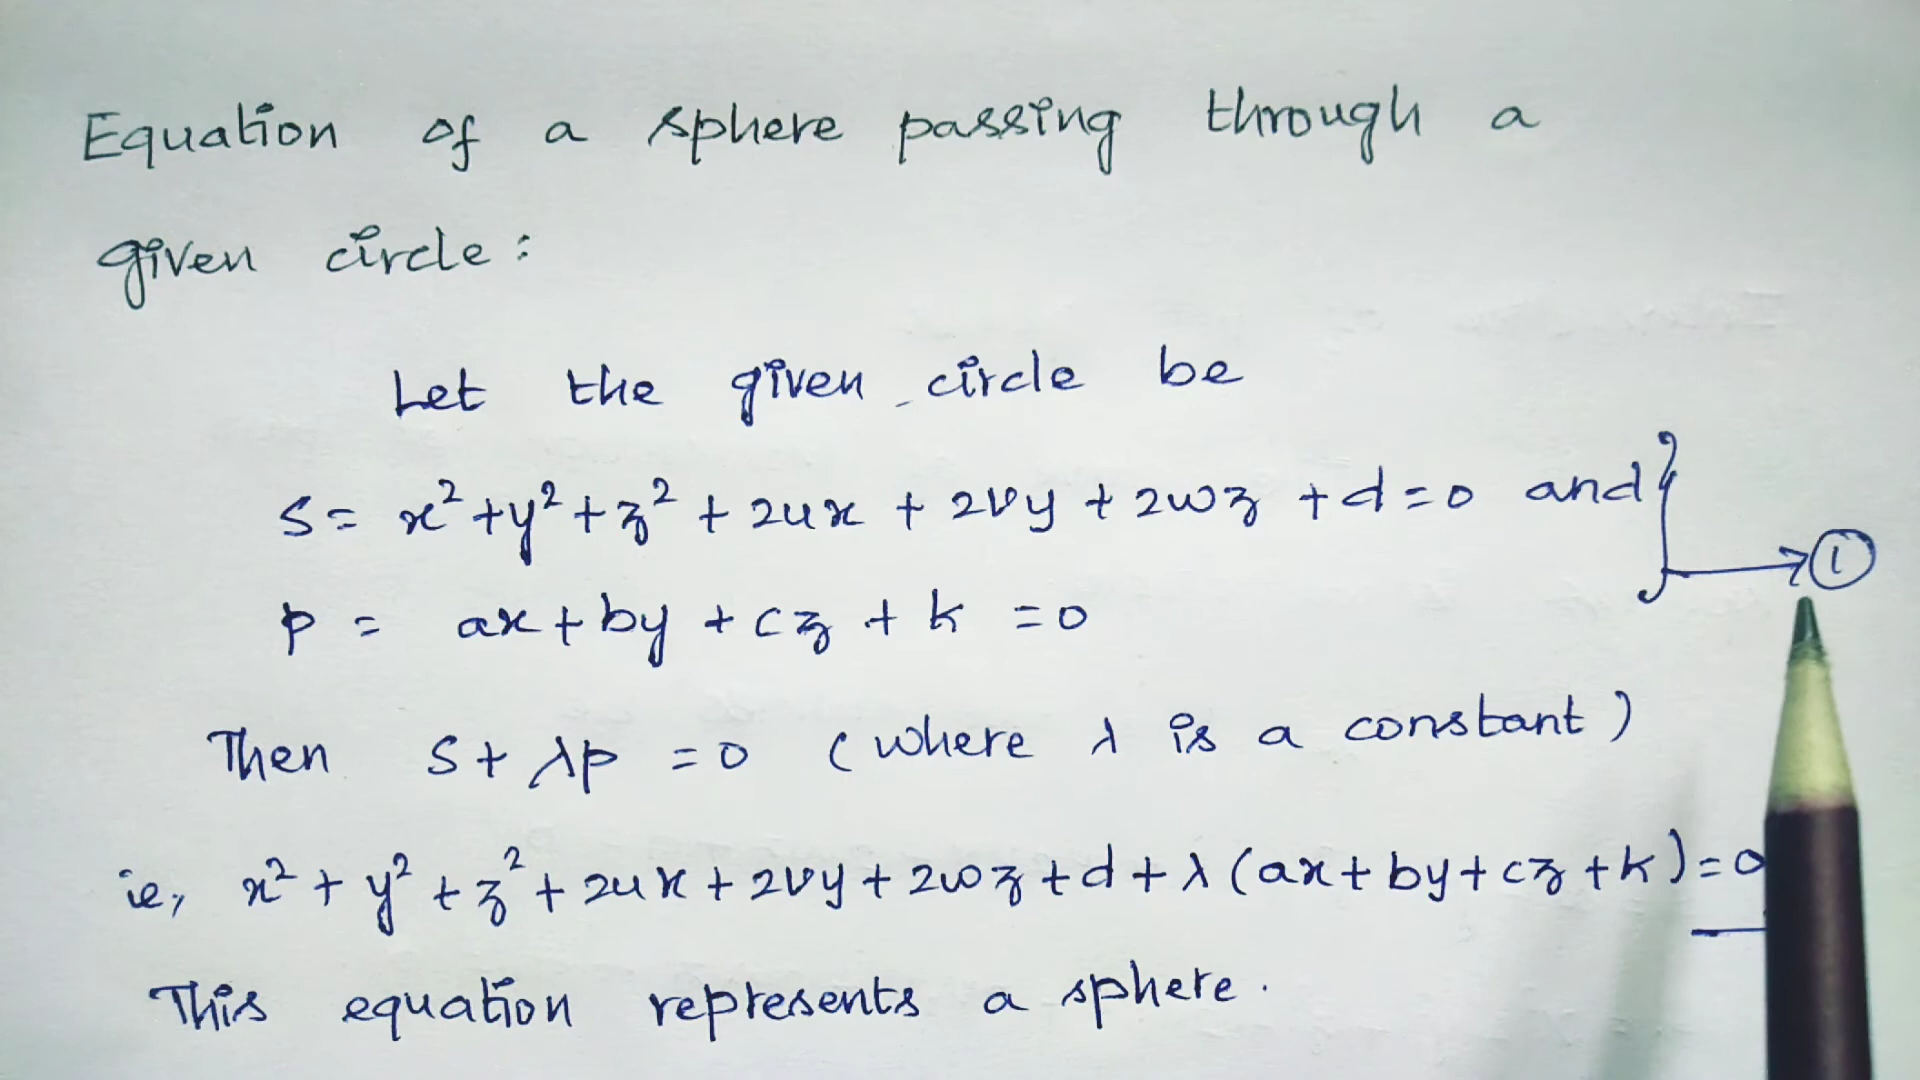 Equation of a sphere passing through a
given circle :
Let the given circle be
S = x² + y² + z² + 2ux + 2vy + 2wz + d = 0 and } → ①
p = ax + by + cz + k = 0
Then S + λp = 0 (where λ is a constant)
ie, x² + y² + z² + 2ux + 2vy + 2wz + d + λ(ax + by + cz + k) = 0
This equation represents a sphere.